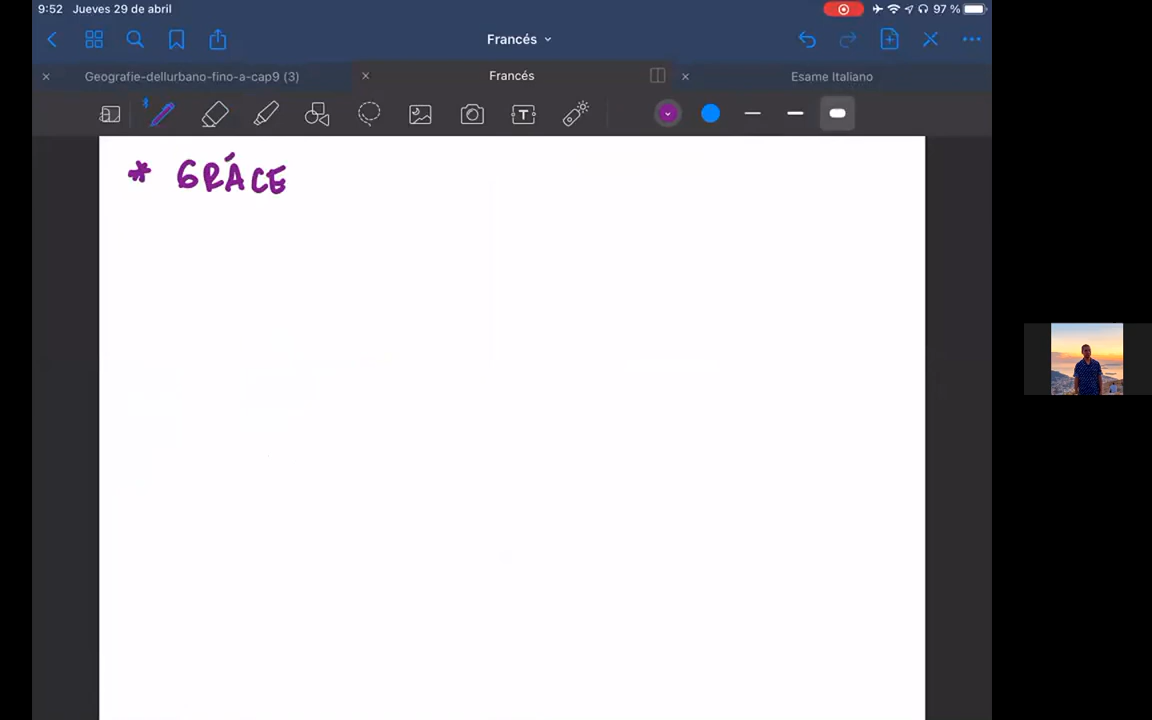 9:52 Jueves 29 de abril 97 %
Francés
Geografie-dellurbano-fino-a-cap9 (3) Francés Esame Italiano
T
* GRÁCE